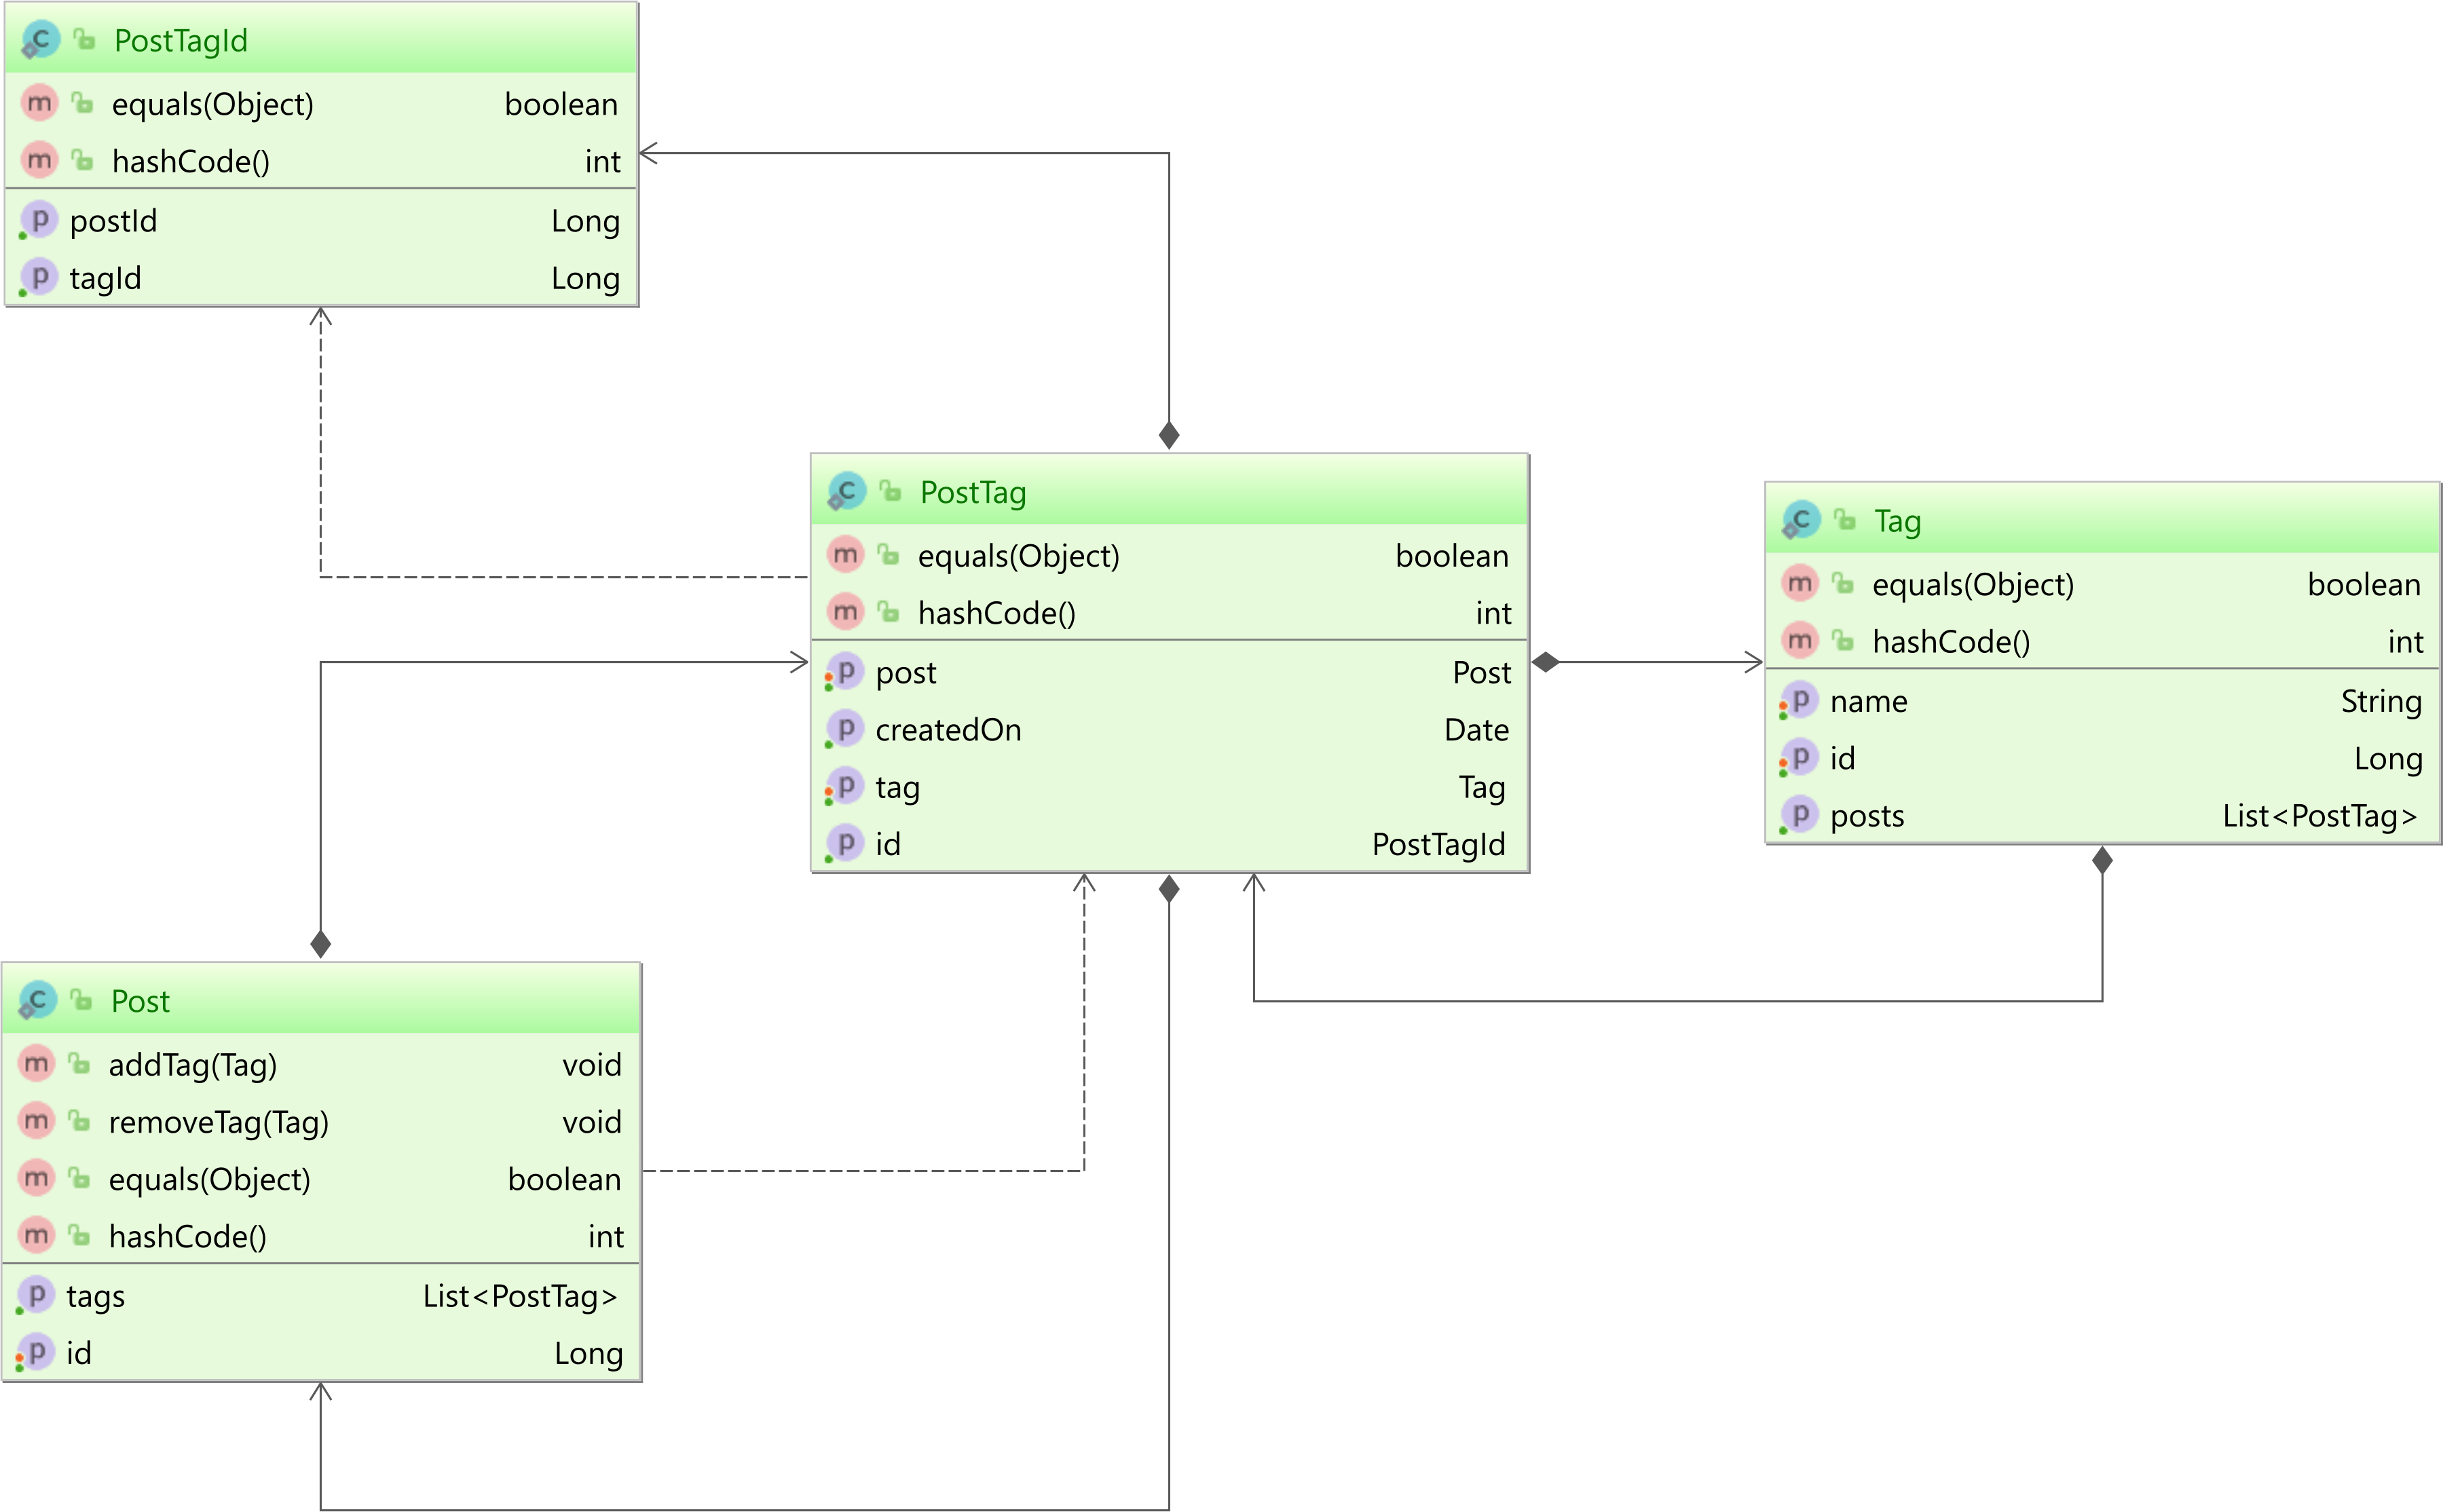 PostTagId
equals(Object) boolean
hashCode() int
postId Long
tagId Long
PostTag
equals(Object) boolean
hashCode() int
post Post
createdOn Date
tag Tag
id PostTagId
Tag
equals(Object) boolean
hashCode() int
name String
id Long
posts List<PostTag>
Post
addTag(Tag) void
removeTag(Tag) void
equals(Object) boolean
hashCode() int
tags List<PostTag>
id Long